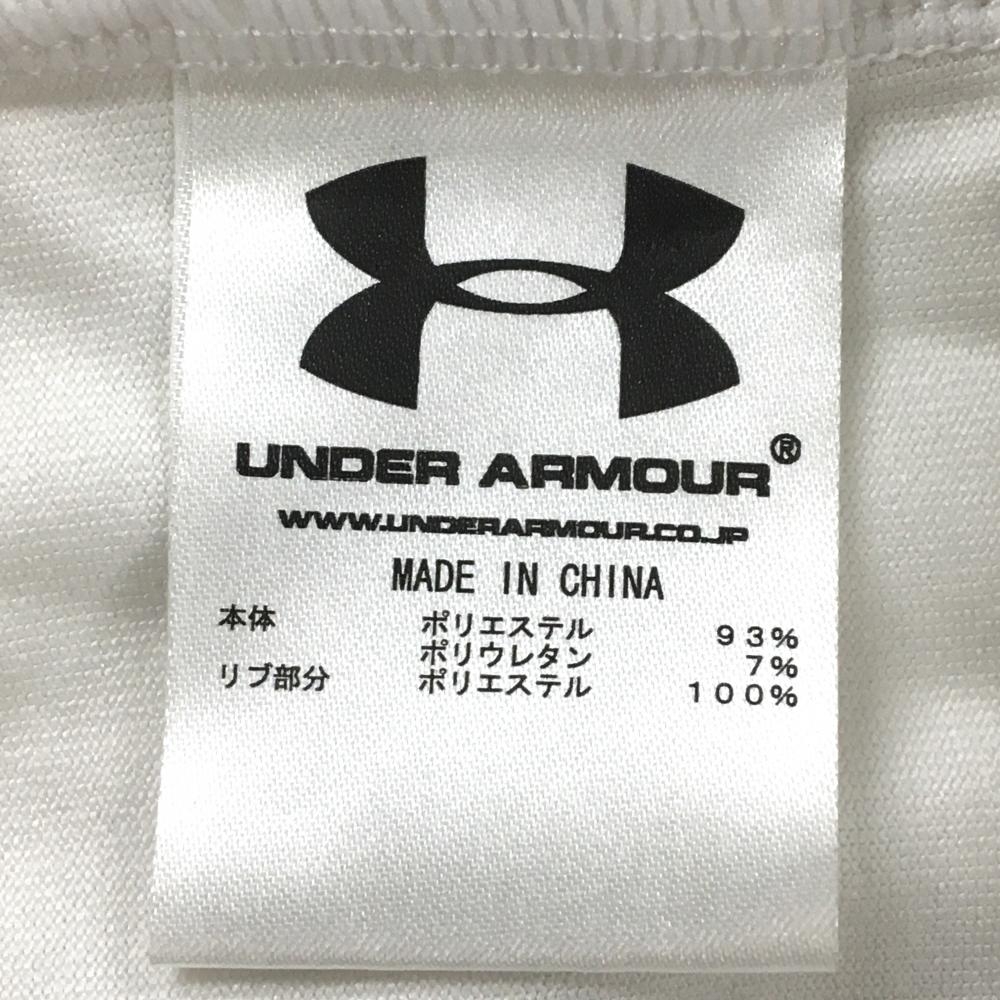 UNDER ARMOUR®
WWW.UNDERARMOUR.CO.JP
MADE IN CHINA
本体 ポリエステル 93%
ポリウレタン 7%
リブ部分 ポリエステル 100%